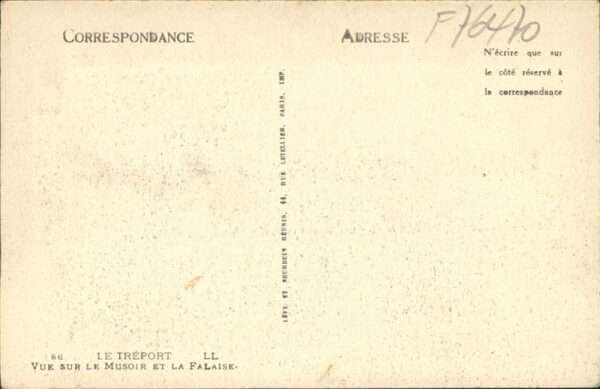 CORRESPONDANCE
ADRESSE
F76470
N'écrire que sur
le côté réservé à
la correspondance
LÉVY ET NEURDEIN RÉUNIS, 44, RUE LETELLIER, PARIS, IMP.
66 LE TRÉPORT LL
VUE SUR LE MUSOIR ET LA FALAISE-